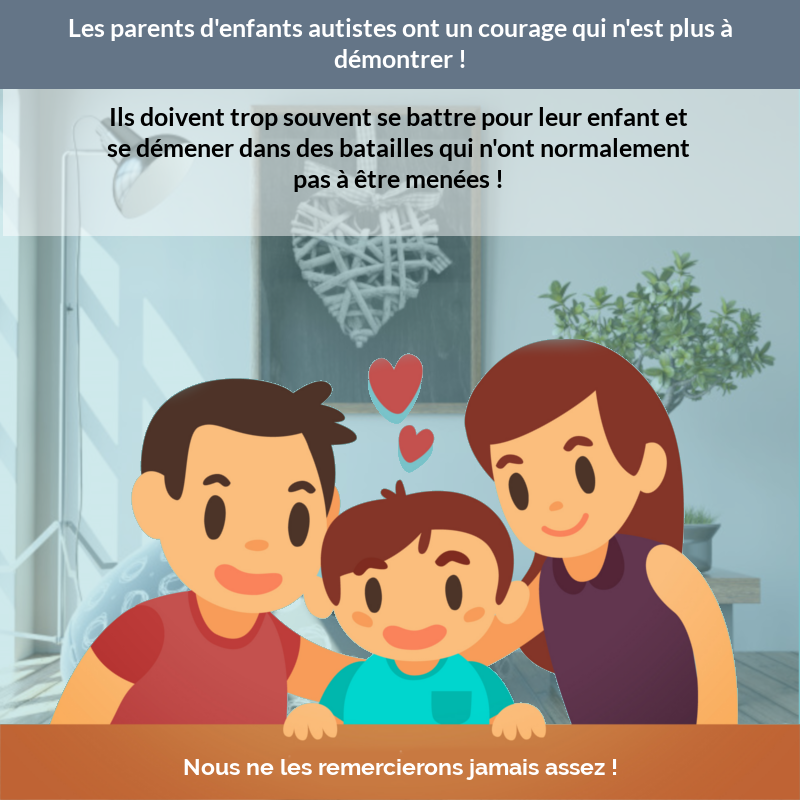 Les parents d'enfants autistes ont un courage qui n'est plus à
démontrer !
Ils doivent trop souvent se battre pour leur enfant et
se démener dans des batailles qui n'ont normalement
pas à être menées !
Nous ne les remercierons jamais assez !